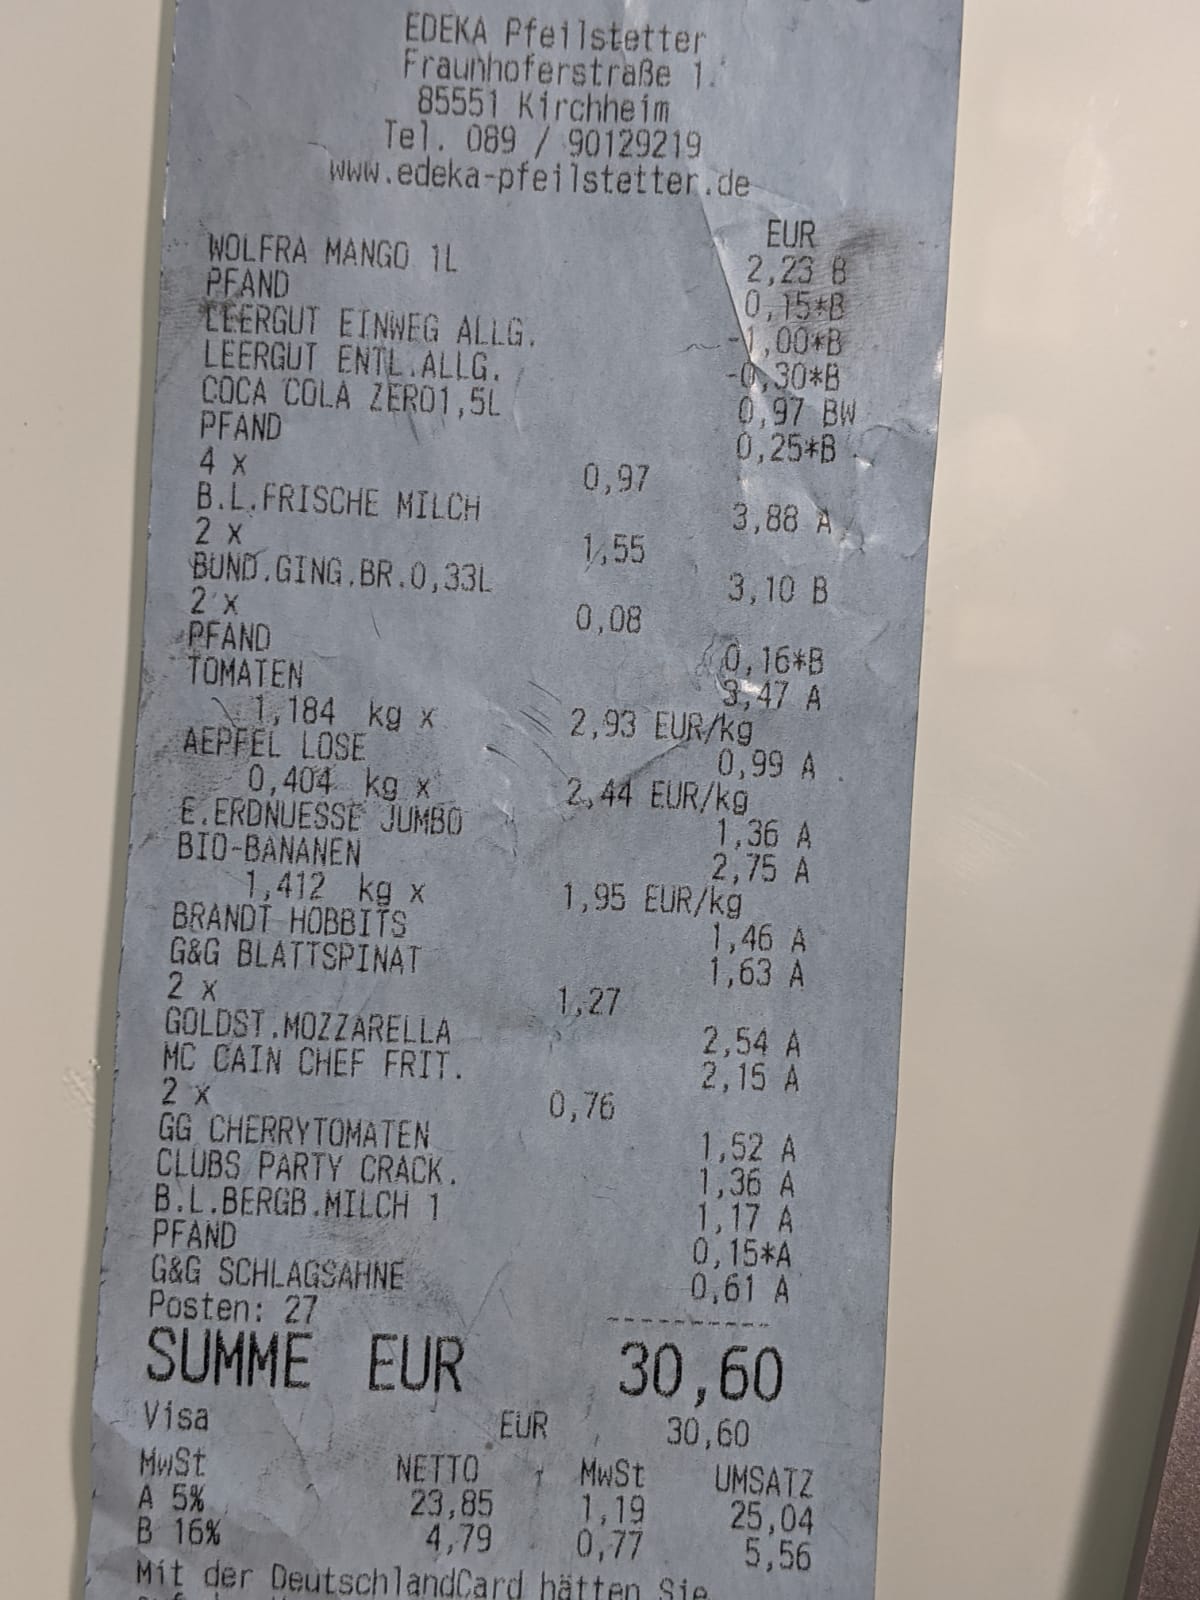 EDEKA Pfeilstetter
Fraunhoferstraße 1
85551 Kirchheim
Tel. 089 / 90129219
www.edeka-pfeilstetter.de
EUR
WOLFRA MANGO 1L 2,23 B
PFAND 0,15*B
LEERGUT EINWEG ALLG. -1,00*B
LEERGUT ENTL.ALLG. -0,30*B
COCA COLA ZERO1,5L 0,97 BW
PFAND 0,25*B
4 x 0,97
B.L.FRISCHE MILCH 3,88 A
2 x 1,55
BUND.GING.BR.0,33L 3,10 B
2 x 0,08
PFAND 0,16*B
TOMATEN 3,47 A
1,184 kg x 2,93 EUR/kg
AEPFEL LOSE 0,99 A
0,404 kg x 2,44 EUR/kg
E.ERDNUESSE JUMBO 1,36 A
BIO-BANANEN 2,75 A
1,412 kg x 1,95 EUR/kg
BRANDT HOBBITS 1,46 A
G&G BLATTSPINAT 1,63 A
2 x 1,27
GOLDST.MOZZARELLA 2,54 A
MC CAIN CHEF FRIT. 2,15 A
2 x 0,76
GG CHERRYTOMATEN 1,52 A
CLUBS PARTY CRACK. 1,36 A
B.L.BERGB.MILCH 1 1,17 A
PFAND 0,15*A
G&G SCHLAGSAHNE 0,61 A
Posten: 27
SUMME EUR 30,60
Visa EUR 30,60
MwSt NETTO MwSt UMSATZ
A 5% 23,85 1,19 25,04
B 16% 4,79 0,77 5,56
Mit der DeutschlandCard hätten Sie